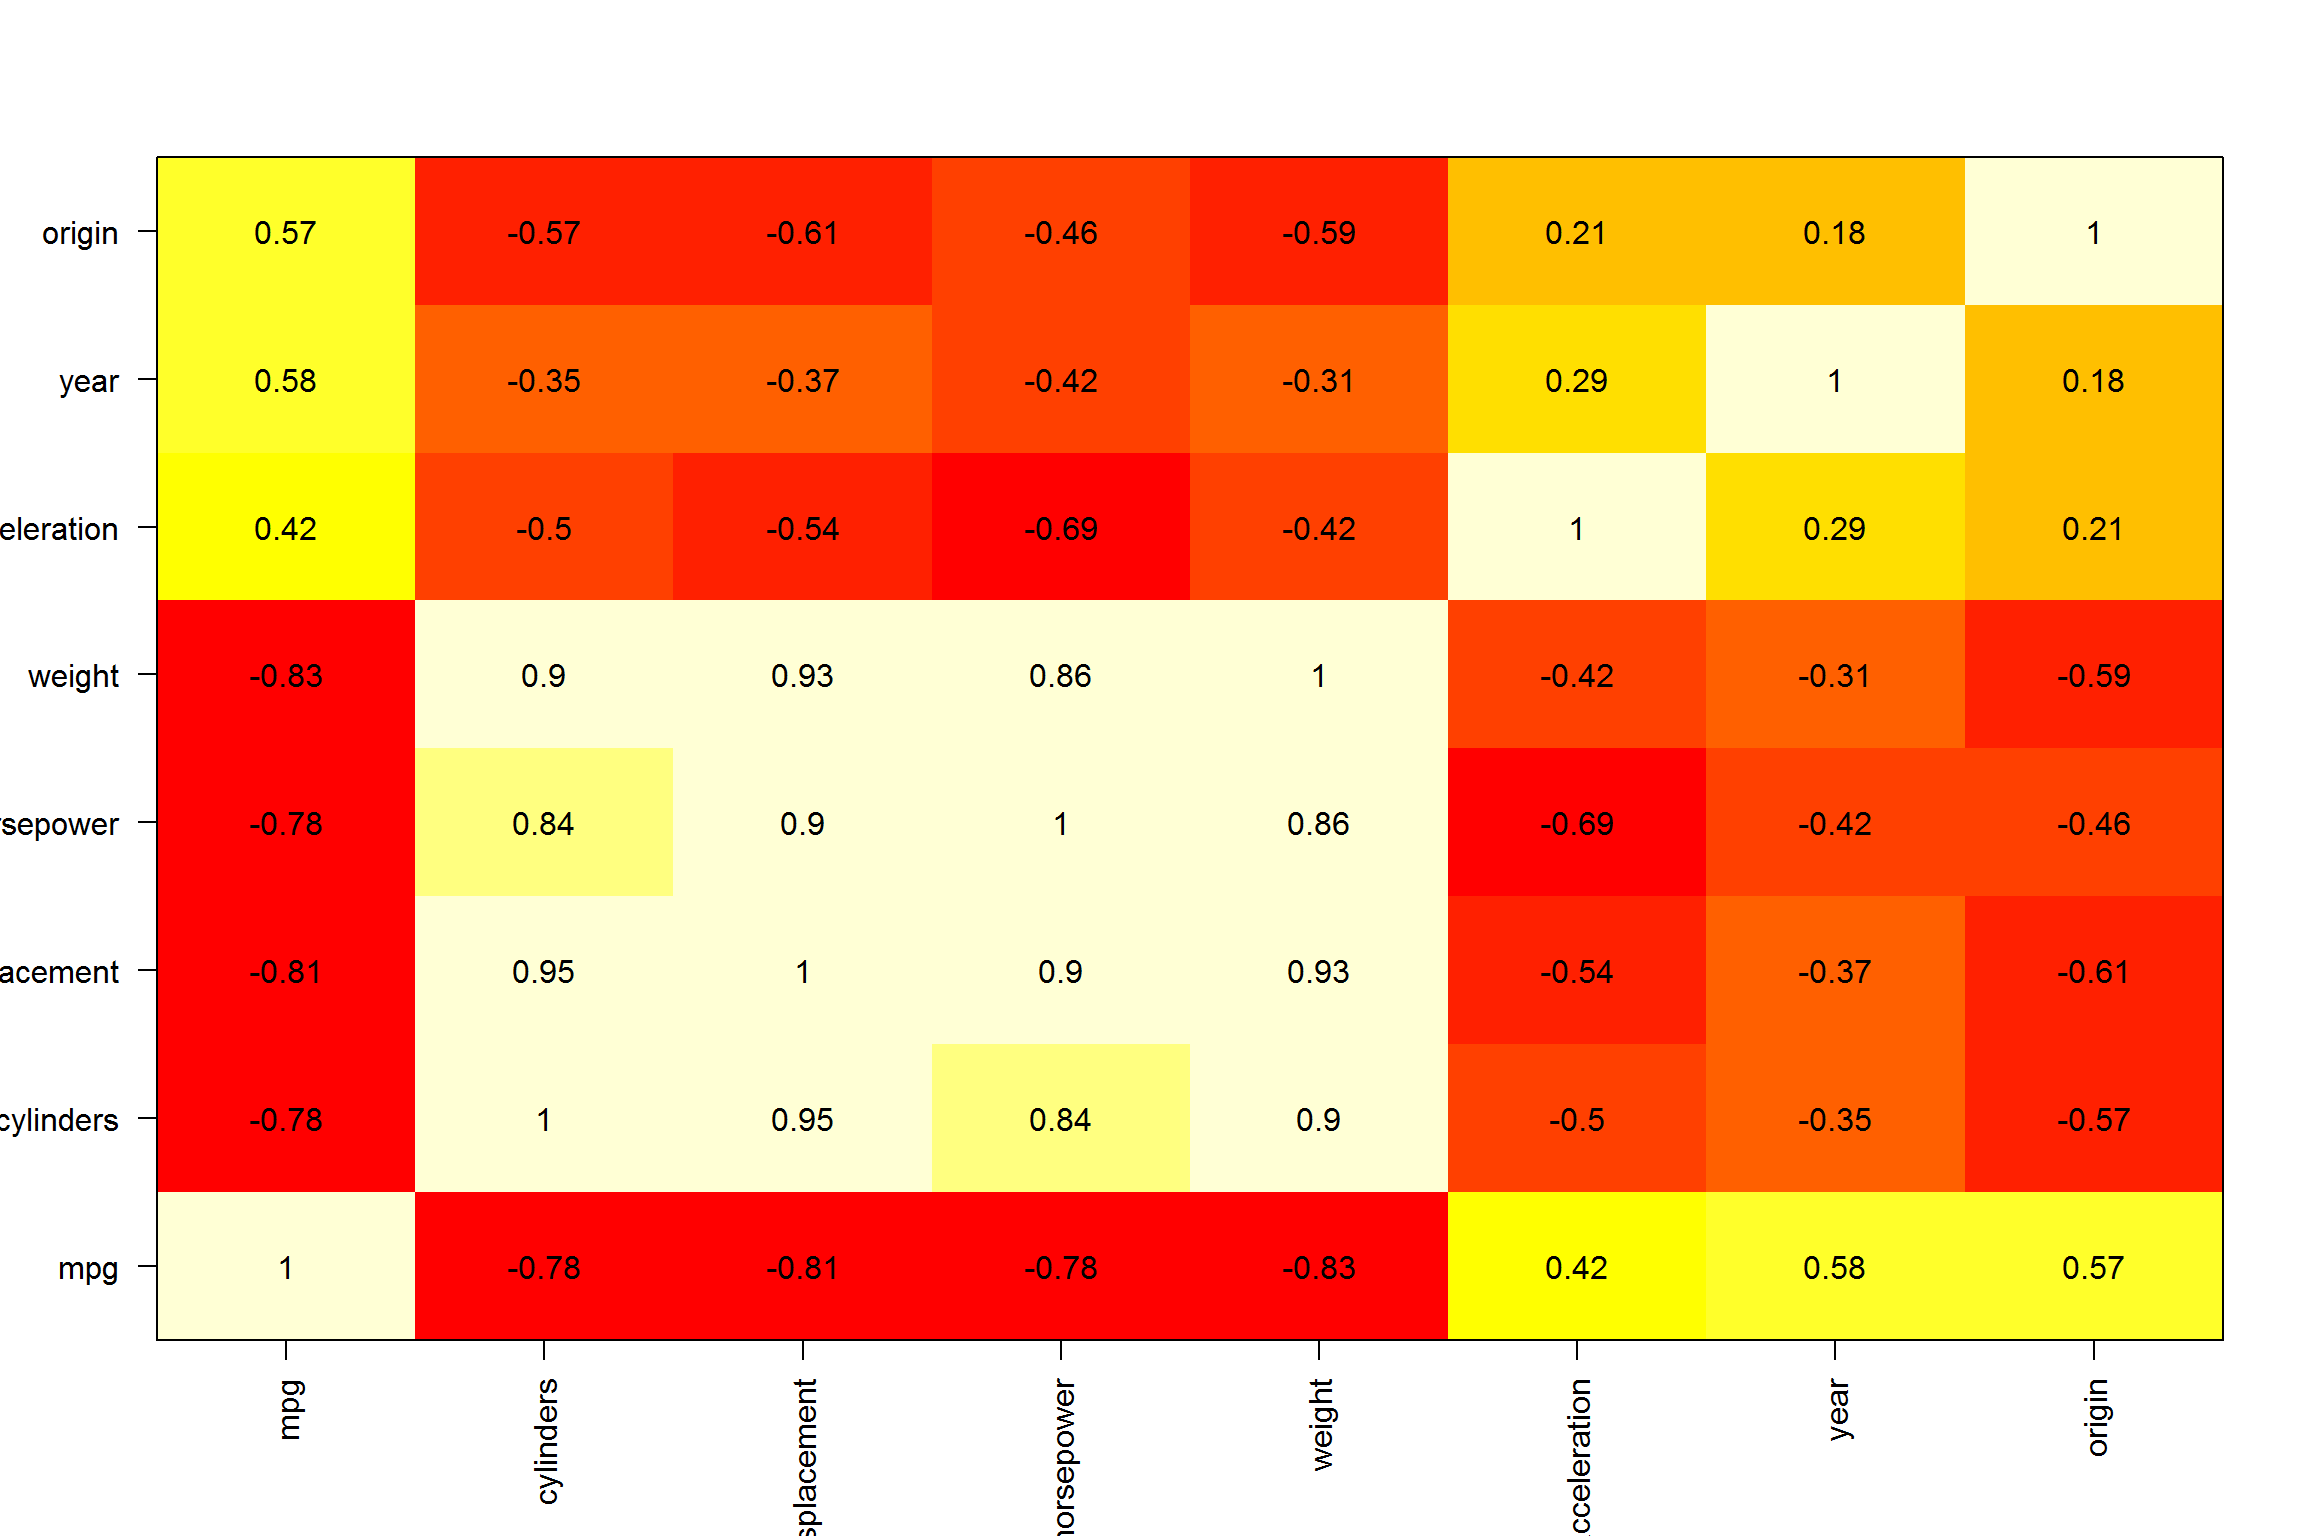 origin 0.57 -0.57 -0.61 -0.46 -0.59 0.21 0.18 1
year 0.58 -0.35 -0.37 -0.42 -0.31 0.29 1 0.18
eleration 0.42 -0.5 -0.54 -0.69 -0.42 1 0.29 0.21
weight -0.83 0.9 0.93 0.86 1 -0.42 -0.31 -0.59
rsepower -0.78 0.84 0.9 1 0.86 -0.69 -0.42 -0.46
acement -0.81 0.95 1 0.9 0.93 -0.54 -0.37 -0.61
cylinders -0.78 1 0.95 0.84 0.9 -0.5 -0.35 -0.57
mpg 1 -0.78 -0.81 -0.78 -0.83 0.42 0.58 0.57
mpg
cylinders
splacement
horsepower
weight
cceleration
year
origin